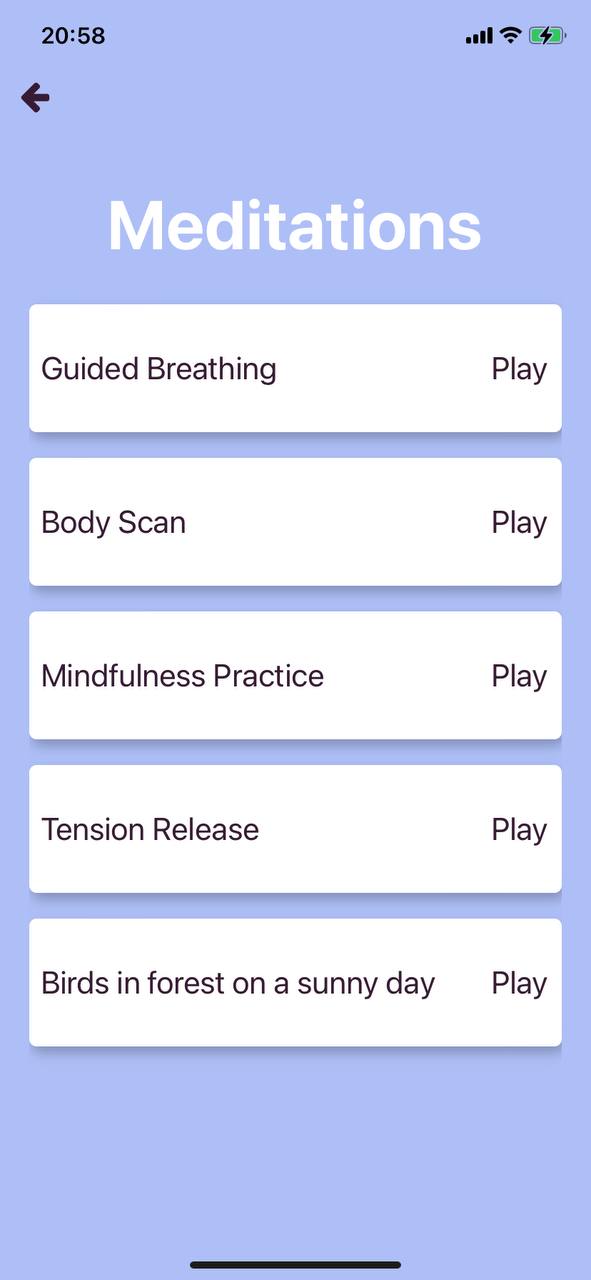 20:58
Meditations
Guided Breathing Play
Body Scan Play
Mindfulness Practice Play
Tension Release Play
Birds in forest on a sunny day Play